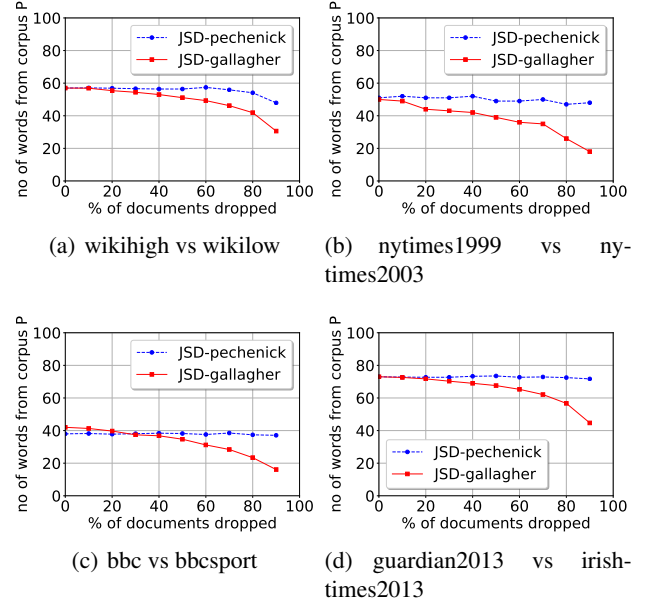 100
80
60
40
20
0
no of words from corpus P
JSD-pechenick
JSD-gallagher
0 20 40 60 80 100
% of documents dropped
(a) wikihigh vs wikilow
100
80
60
40
20
0
no of words from corpus P
JSD-pechenick
JSD-gallagher
0 20 40 60 80 100
% of documents dropped
(b) nytimes1999 vs ny-
times2003
100
80
60
40
20
0
no of words from corpus P
JSD-pechenick
JSD-gallagher
0 20 40 60 80 100
% of documents dropped
(c) bbc vs bbcsport
100
80
60
40
20
0
no of words from corpus P
JSD-pechenick
JSD-gallagher
0 20 40 60 80 100
% of documents dropped
(d) guardian2013 vs irish-
times2013